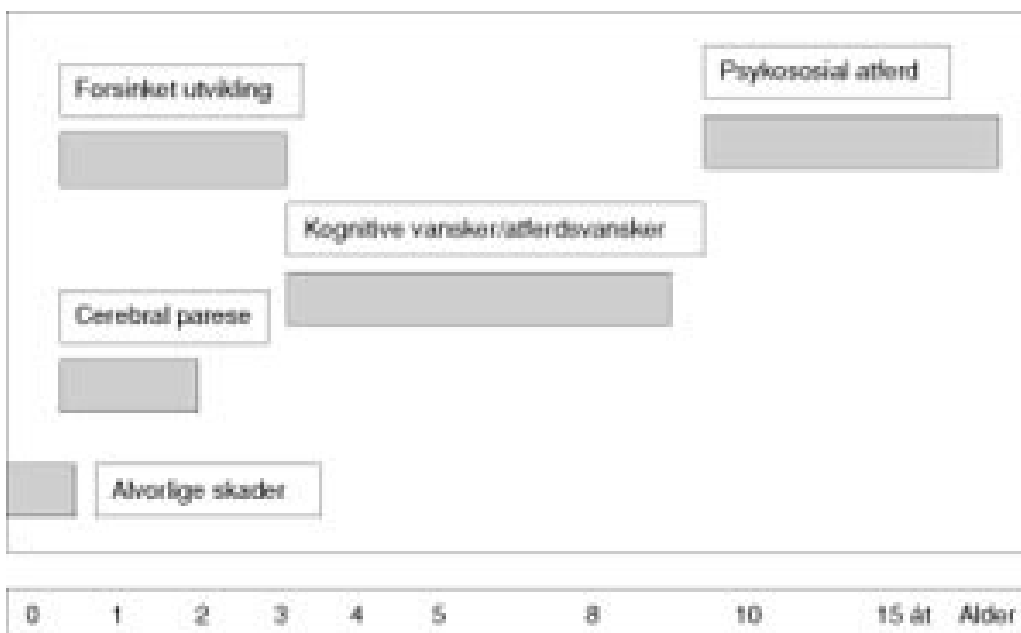 Forsinket utvikling
Psykososial atferd
Kognitive vansker/atferdsvansker
Cerebral parese
Alvorlige skader
0 1 2 3 4 5 8 10 15 år Alder